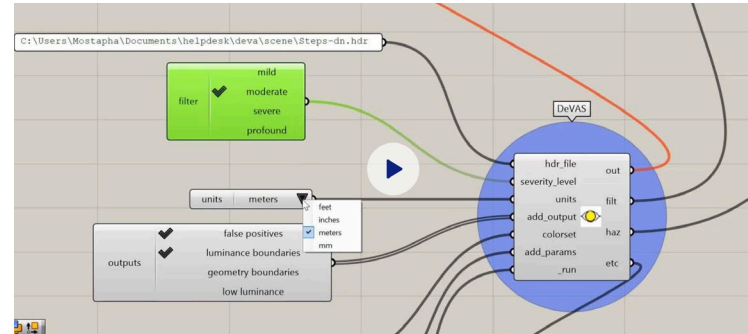 C:\Users\Mostapha\Documents\helpdesk\deva\scene\Steps-dn.hdr
filter
mild
moderate
severe
profound
units
meters
feet
inches
meters
mm
outputs
false positives
luminance boundaries
geometry boundaries
low luminance
DeVAS
hdr_file
severity_level
units
add_output
colorset
add_params
_run
out
filt
haz
etc